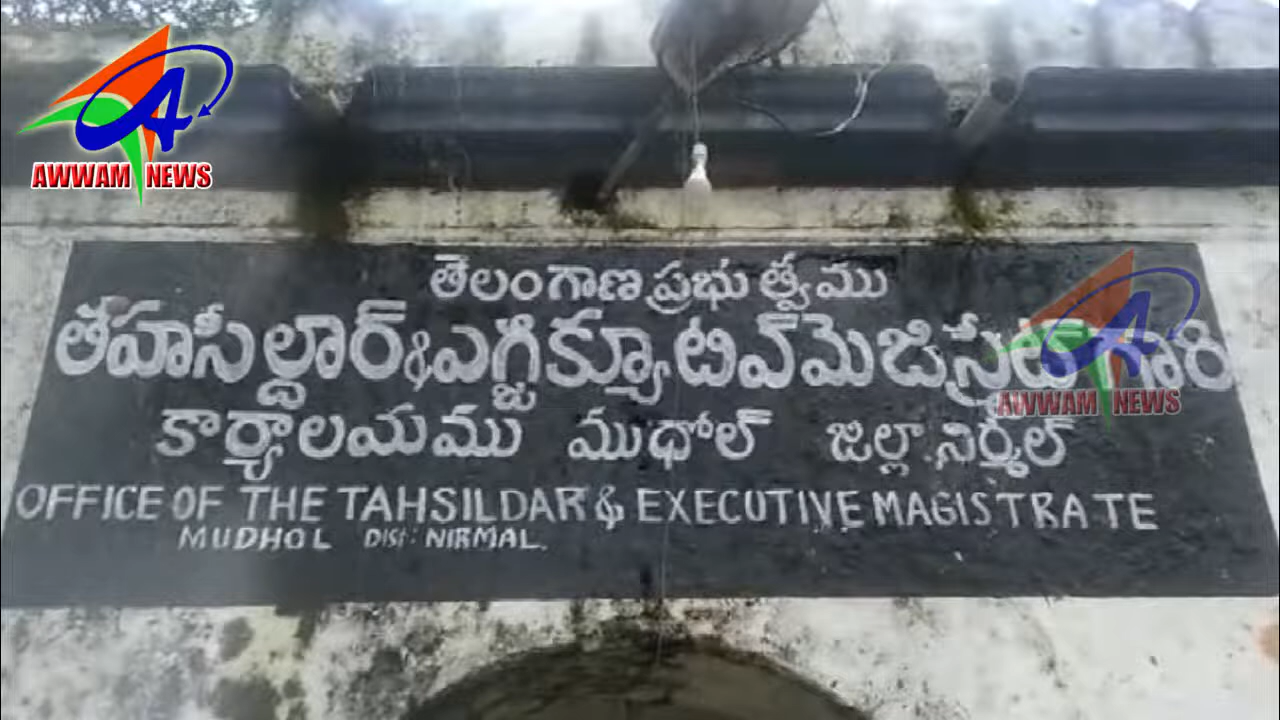 AWWAM NEWS
తెలంగాణ ప్రభుత్వము
తహసీల్దార్ & ఎగ్జిక్యూటివ్ మెజిస్ట్రేట్ గారి
AWWAM NEWS
కార్యాలయము ముధోల్ జిల్లా.నిర్మల్
OFFICE OF THE TAHSILDAR & EXECUTIVE MAGISTRATE
MUDHOL DIST: NIRMAL.